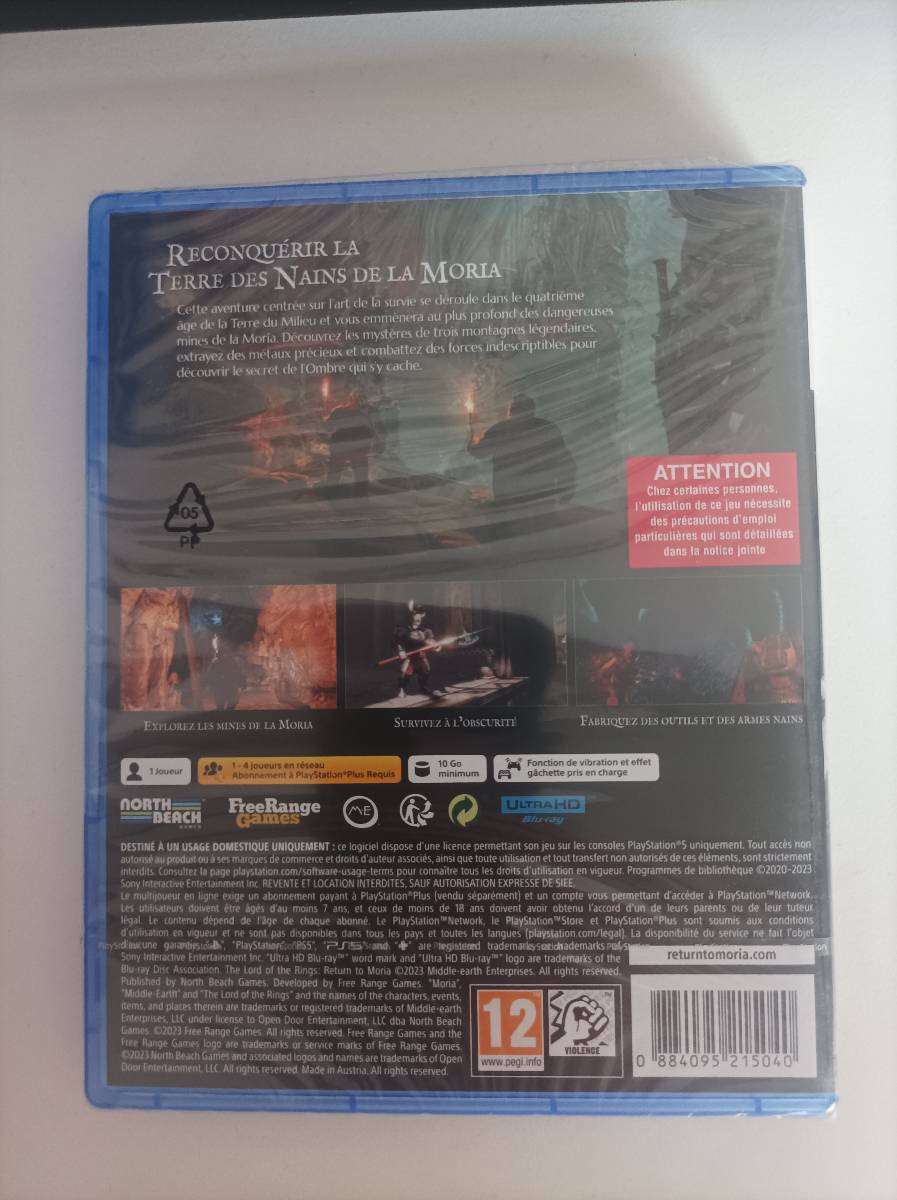 RECONQUÉRIR LA
TERRE DES NAINS DE LA MORIA
Cette aventure centrée sur l'art de la survie se déroule dans le quatrième
âge de la Terre du Milieu et vous emmènera au plus profond des dangereuses
mines de la Moria. Découvrez les mystères de trois montagnes légendaires,
extrayez des métaux précieux et combattez des forces indescriptibles pour
découvrir le secret de l'Ombre qui s'y cache.
ATTENTION
Chez certaines personnes,
l'utilisation de ce jeu nécessite
des précautions d'emploi
particulières qui sont détaillées
dans la notice jointe
05
PP
EXPLOREZ LES MINES DE LA MORIA
SURVIVEZ À L'OBSCURITÉ
FABRIQUEZ DES OUTILS ET DES ARMES NAINS
1 Joueur
1 - 4 joueurs en réseau
Abonnement à PlayStation®Plus Requis
10 Go
minimum
Fonction de vibration et effet
gâchette pris en charge
NORTH
BEACH
GAMES
FreeRange
Games
ME
ULTRA HD
Blu-ray
DESTINÉ À UN USAGE DOMESTIQUE UNIQUEMENT : ce logiciel dispose d'une licence permettant son jeu sur les consoles PlayStation®5 uniquement. Tout accès non
autorisé au produit ou à ses marques de commerce et droits d'auteur associés, ainsi que toute utilisation et tout transfert non autorisés de ces éléments, sont strictement
interdits. Consultez la page playstation.com/software-usage-terms pour connaître tous les droits d'utilisation en vigueur. Programmes de bibliothèque ©2020-2023
Sony Interactive Entertainment Inc. REVENTE ET LOCATION INTERDITES, SAUF AUTORISATION EXPRESSE DE SIEE.
Le multijoueur en ligne exige un abonnement payant à PlayStation®Plus (vendu séparément) et un compte vous permettant d'accéder à PlayStation™Network.
Les utilisateurs doivent être âgés d'au moins 7 ans, et ceux de moins de 18 ans doivent avoir obtenu l'accord d'un de leurs parents ou de leur tuteur
légal. Le contenu dépend de l'âge de chaque abonné. Le PlayStation™Network, le PlayStation™Store et PlayStation™Plus sont soumis aux conditions
d'utilisation en vigueur et ne sont pas disponibles dans tous les pays et toutes les langues (playstation.com/legal). La disponibilité du service ne fait l'objet
d'aucune garantie. "PlayStation", "PS5", and are registered trademarks or trademarks of
Sony Interactive Entertainment Inc. "Ultra HD Blu-ray™" word mark and "Ultra HD Blu-ray™" logo are trademarks of the
Blu-ray Disc Association. The Lord of the Rings: Return to Moria ©2023 Middle-earth Enterprises. All rights reserved.
Published by North Beach Games. Developed by Free Range Games. "Moria",
"Middle-Earth" and "The Lord of the Rings" and the names of the characters, events,
items, and places therein are trademarks or registered trademarks of Middle-earth
Enterprises, LLC under license to Open Door Entertainment, LLC dba North Beach
Games. ©2023 Free Range Games. All rights reserved. Free Range Games and the
Free Range Games logo are trademarks or service marks of Free Range Games.
©2023 North Beach Games and associated logos and names are trademarks of Open
Door Entertainment, LLC. All rights reserved. Made in Austria. All rights reserved.
12
www.pegi.info
VIOLENCE
returntomoria.com
0 884095 215040